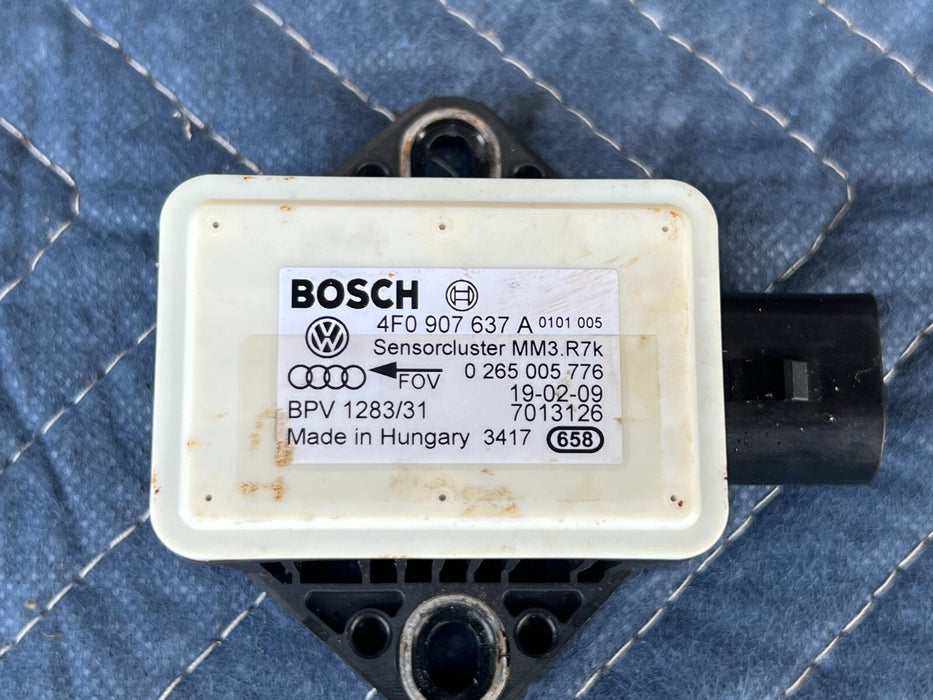 BOSCH
4F0 907 637 A 0101 005
Sensorcluster MM3.R7k
FOV 0 265 005 776
19-02-09
BPV 1283/31 7013126
Made in Hungary 3417 658